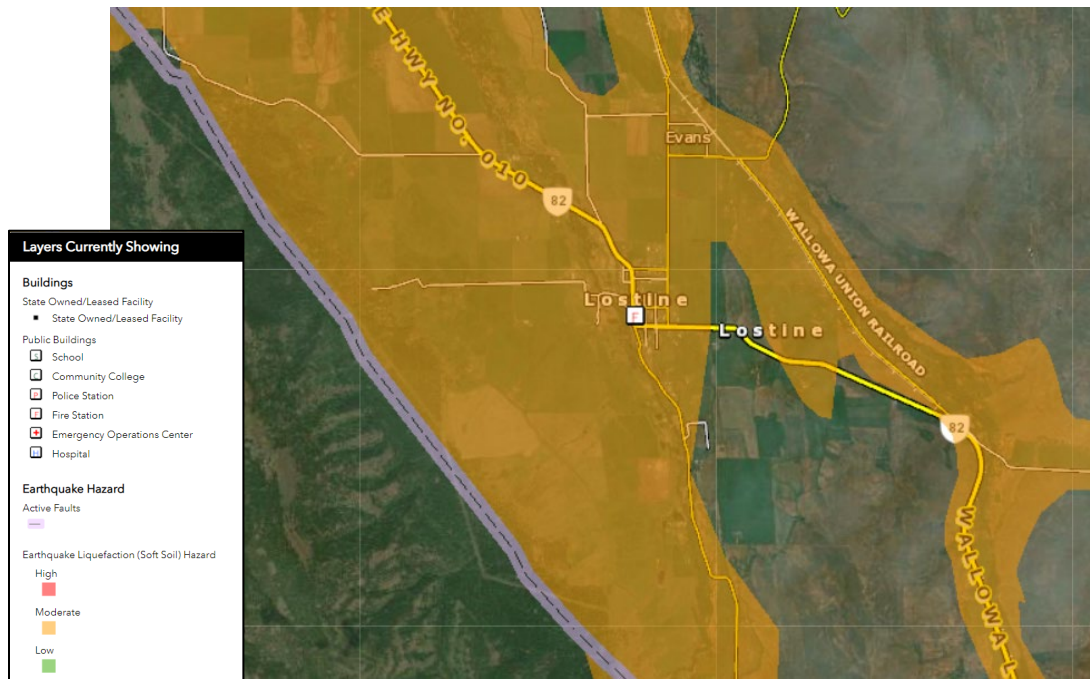 E HWY NO. 010
82
Evans
WALLOWA UNION RAILROAD
Lostine
F
Lostine
82
WALLOWA L
Layers Currently Showing
Buildings
State Owned/Leased Facility
State Owned/Leased Facility
Public Buildings
S School
C Community College
P Police Station
F Fire Station
Emergency Operations Center
H Hospital
Earthquake Hazard
Active Faults
Earthquake Liquefaction (Soft Soil) Hazard
High
Moderate
Low